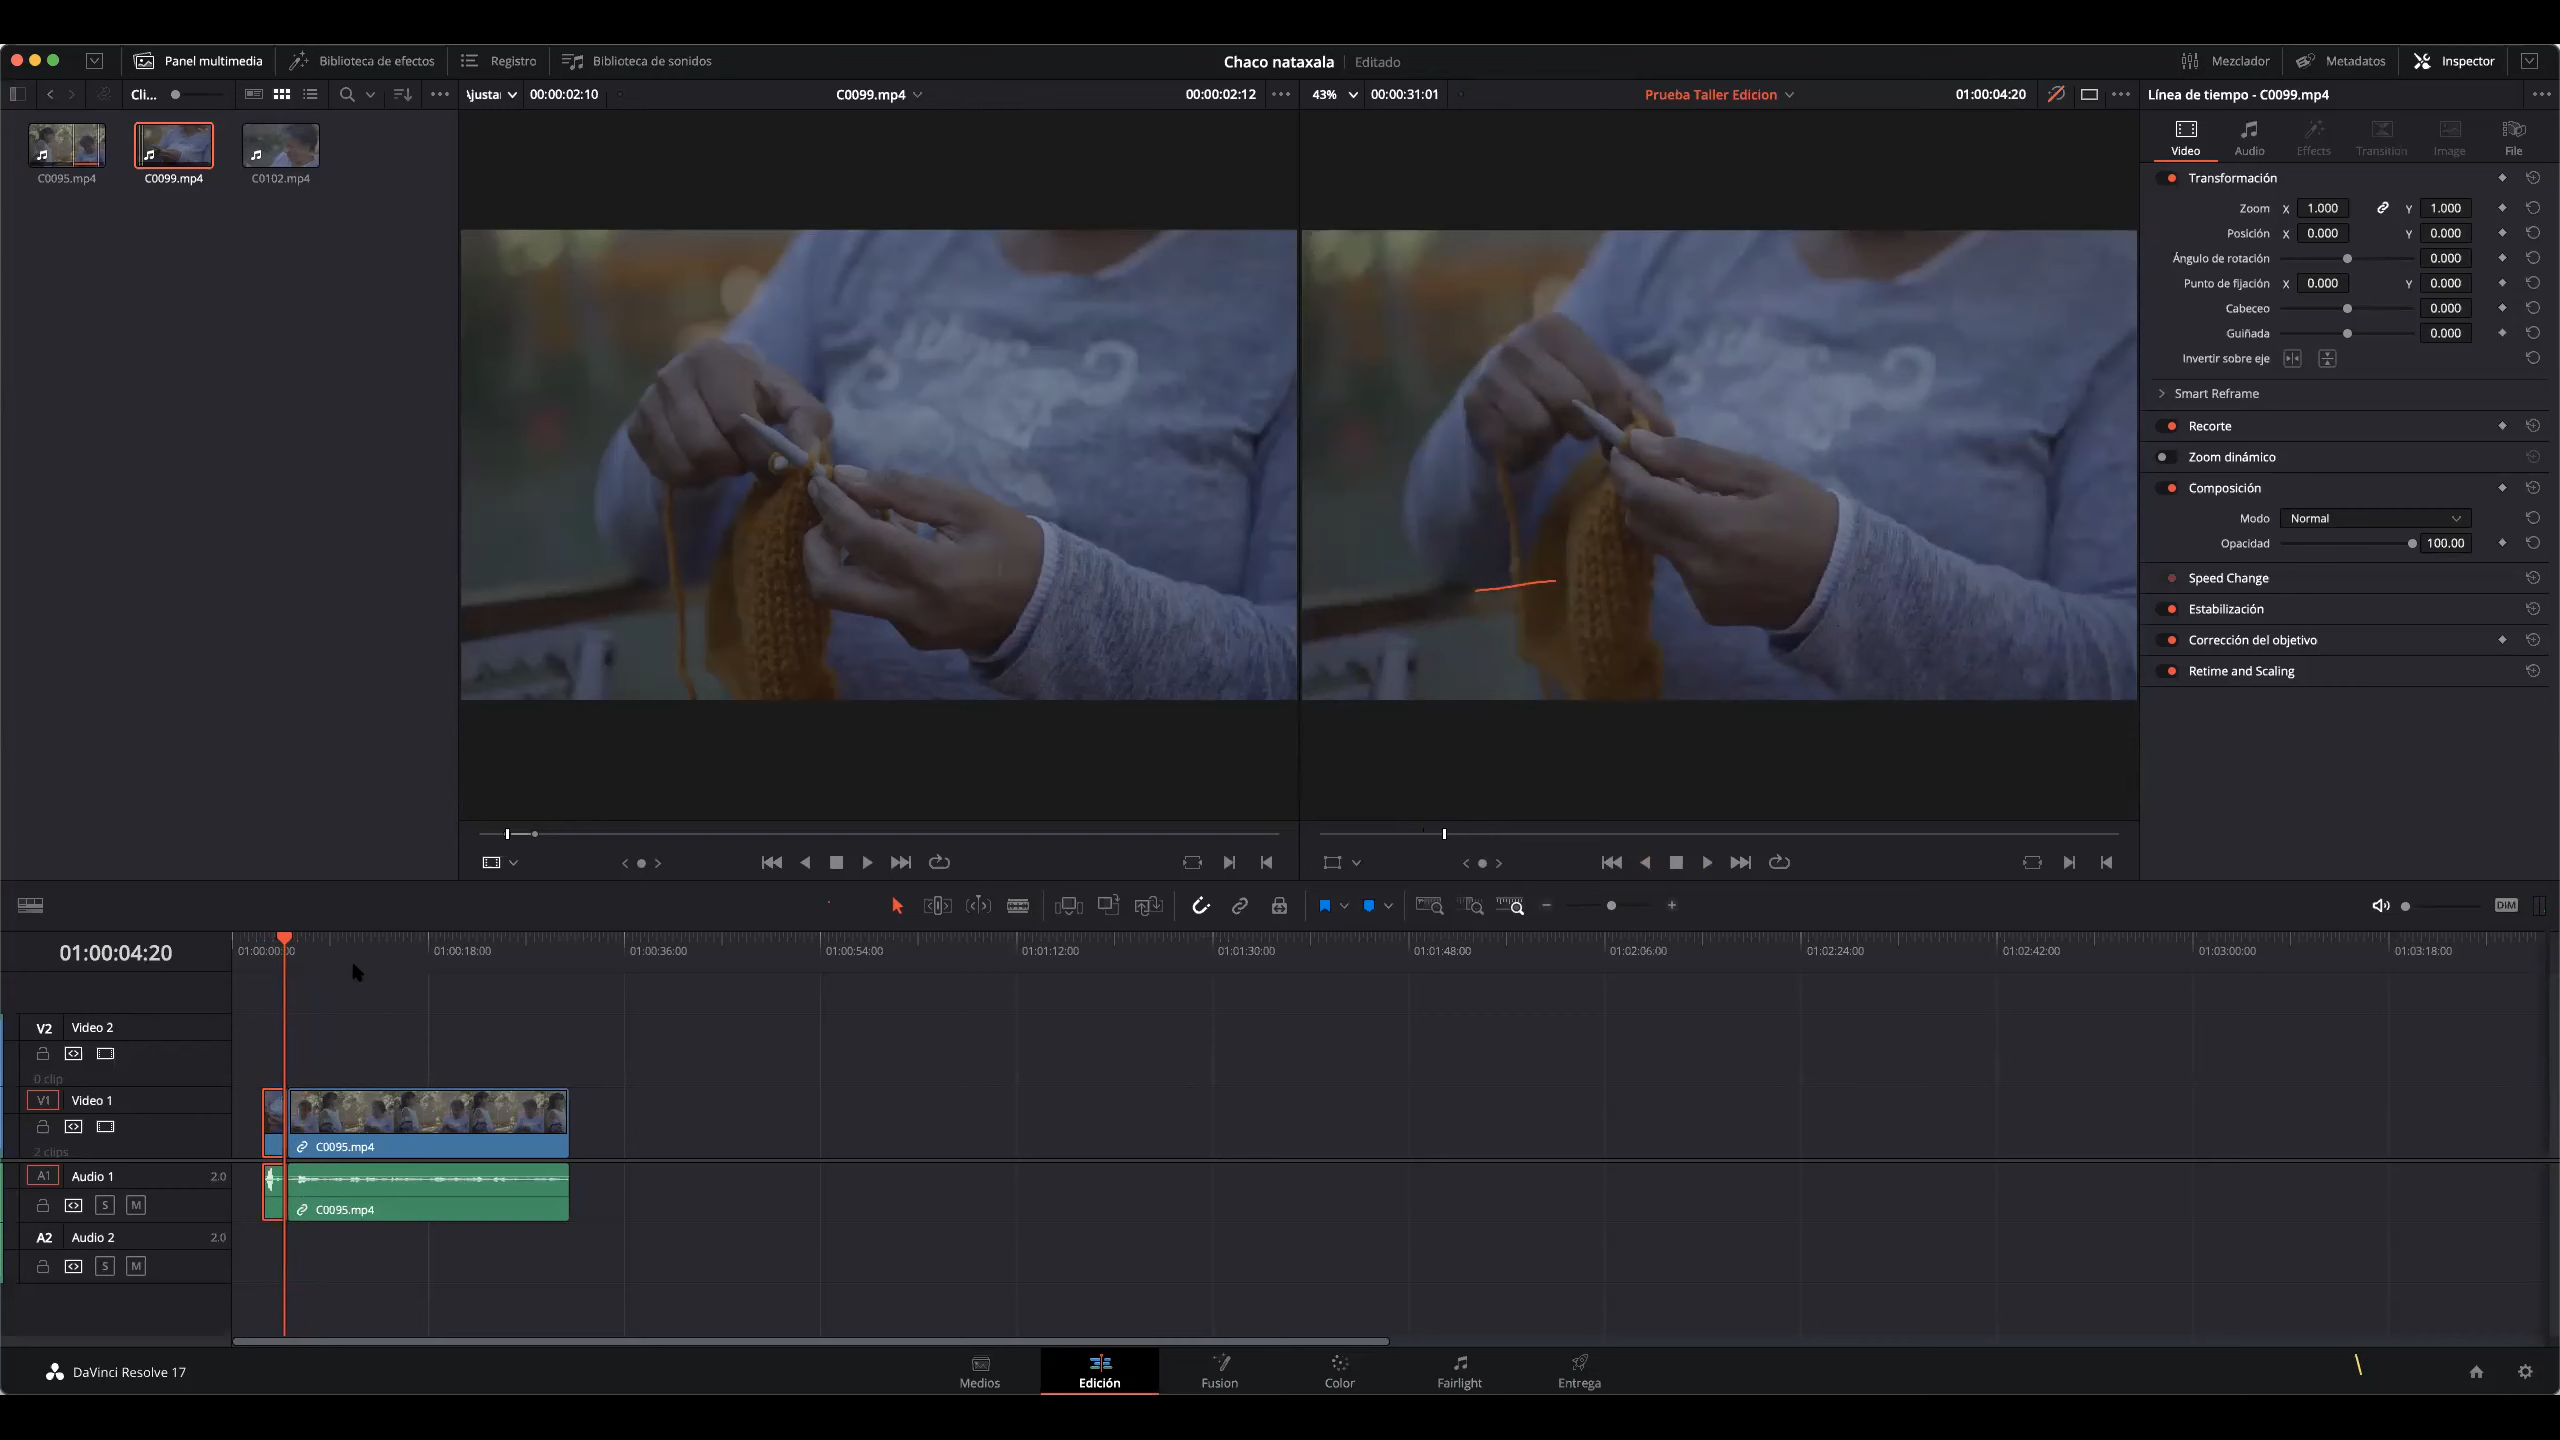 Panel multimedia Biblioteca de efectos Registro Biblioteca de sonidos Chaco nataxala Editado Mezclador Metadatos Inspector
Cli... 00:00:02:10 C0099.mp4 00:00:02:12 43% 00:00:31:01 Prueba Taller Edicion 01:00:04:20 Línea de tiempo - C0099.mp4
C0095.mp4 C0099.mp4 C0102.mp4
Video Audio Effects Transition Image File
Transformación
Zoom X 1.000 Y 1.000
Posición X 0.000 Y 0.000
Ángulo de rotación 0.000
Punto de fijación X 0.000 Y 0.000
Cabeceo 0.000
Guiñada 0.000
Invertir sobre eje
Smart Reframe
Recorte
Zoom dinámico
Composición
Modo Normal
Opacidad 100.00
Speed Change
Estabilización
Corrección del objetivo
Retime and Scaling
DIM
01:00:04:20 01:00:00:00 01:00:18:00 01:00:36:00 01:00:54:00 01:01:12:00 01:01:30:00 01:01:48:00 01:02:06:00 01:02:24:00 01:02:42:00 01:03:00:00 01:03:18:00
V2 Video 2
0 clip
V1 Video 1
2 clips
C0095.mp4
A1 Audio 1 2.0
S M
C0095.mp4
A2 Audio 2 2.0
S M
DaVinci Resolve 17 Medios Edición Fusion Color Fairlight Entrega